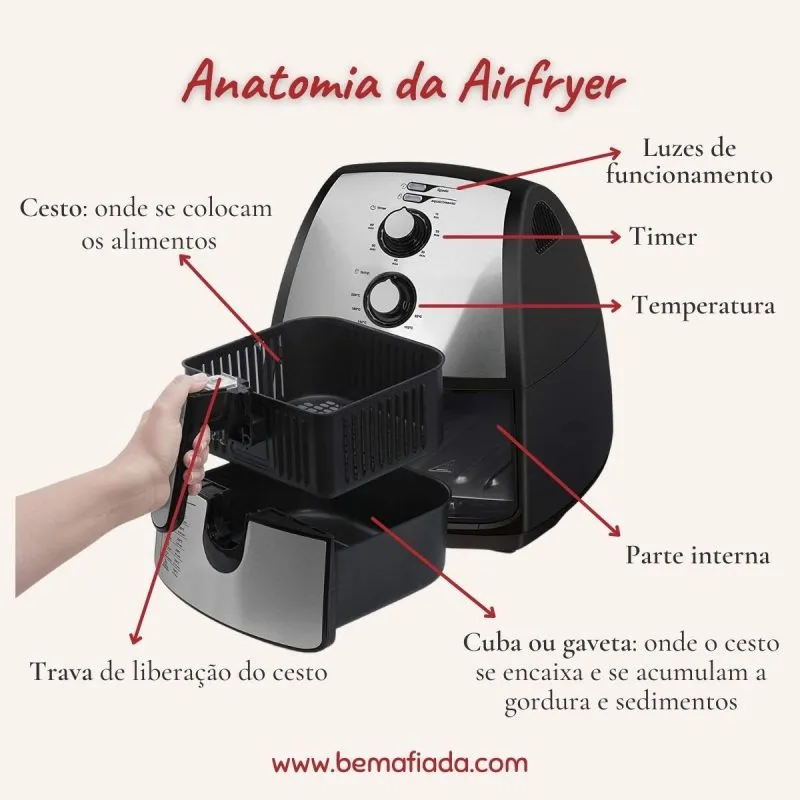 Anatomia da Airfryer
Luzes de
funcionamento
Cesto: onde se colocam
os alimentos
Timer
Temperatura
Parte interna
Cuba ou gaveta: onde o cesto
se encaixa e se acumulam a
gordura e sedimentos
Trava de liberação do cesto
www.bemafiada.com